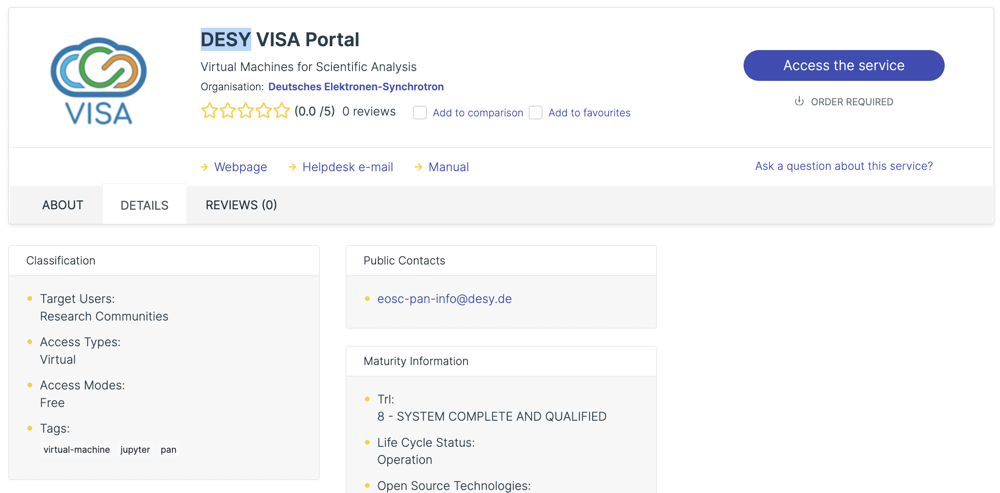 VISA
DESY VISA Portal
Virtual Machines for Scientific Analysis
Organisation: Deutsches Elektronen-Synchrotron
(0.0 /5) 0 reviews Add to comparison Add to favourites
Access the service
ORDER REQUIRED
Webpage Helpdesk e-mail Manual
Ask a question about this service?
ABOUT DETAILS REVIEWS (0)
Classification
Target Users:
Research Communities
Access Types:
Virtual
Access Modes:
Free
Tags:
virtual-machine jupyter pan
Public Contacts
eosc-pan-info@desy.de
Maturity Information
Trl:
8 - SYSTEM COMPLETE AND QUALIFIED
Life Cycle Status:
Operation
Open Source Technologies: